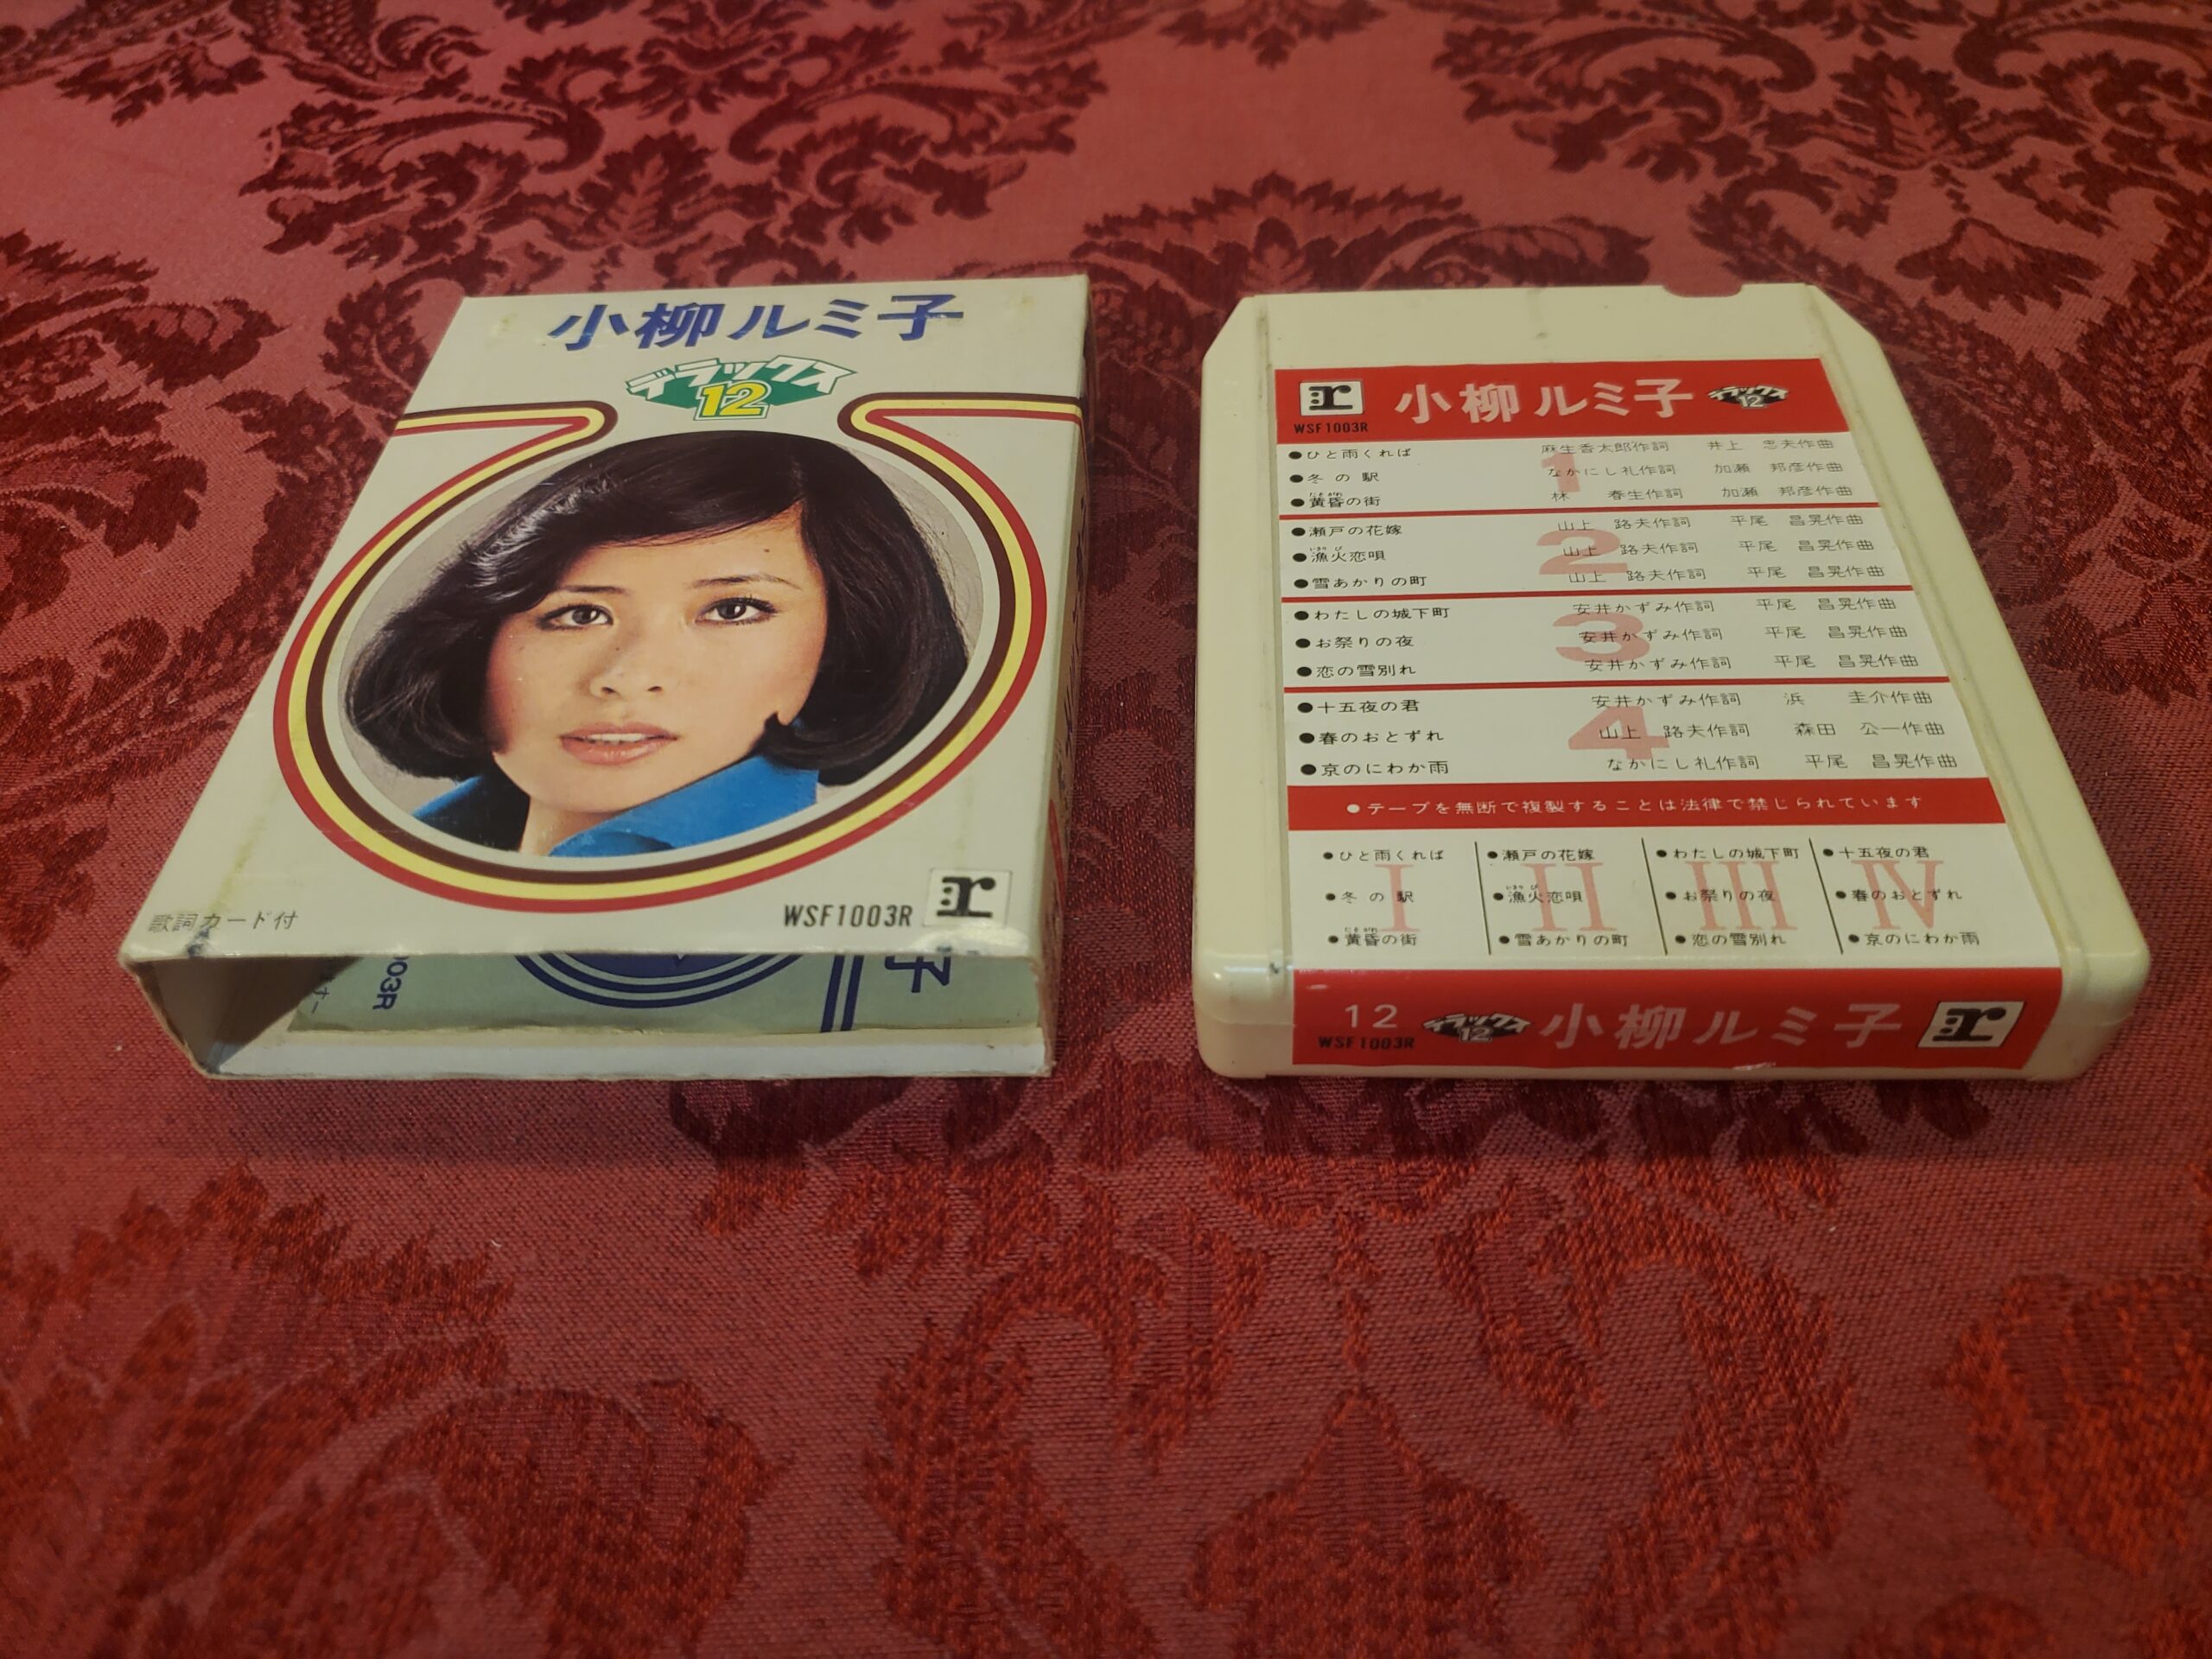 小柳ルミ子
デラックス
12
歌詞カード付
WSF1003R
r
003R
子
r
小柳ルミ子
デラックス
12
WSF1003R
1
●ひと雨くれば 麻生香太郎作詞 井上 忠夫作曲
●冬の駅 なかにし礼作詞 加瀬 邦彦作曲
●黄昏の街 林 春生作詞 加瀬 邦彦作曲
2
●瀬戸の花嫁 山上 路夫作詞 平尾 昌晃作曲
●漁火恋唄 山上 路夫作詞 平尾 昌晃作曲
●雪あかりの町 山上 路夫作詞 平尾 昌晃作曲
3
●わたしの城下町 安井かずみ作詞 平尾 昌晃作曲
●お祭りの夜 安井かずみ作詞 平尾 昌晃作曲
●恋の雪別れ 安井かずみ作詞 平尾 昌晃作曲
4
●十五夜の君 安井かずみ作詞 浜 圭介作曲
●春のおとずれ 山上 路夫作詞 森田 公一作曲
●京のにわか雨 なかにし礼作詞 平尾 昌晃作曲
●テープを無断で複製することは法律で禁じられています
I
●ひと雨くれば
●冬の駅
●黄昏の街
II
●瀬戸の花嫁
●漁火恋唄
●雪あかりの町
III
●わたしの城下町
●お祭りの夜
●恋の雪別れ
IV
●十五夜の君
●春のおとずれ
●京のにわか雨
12
WSF1003R
デラックス
12
小柳ルミ子
r